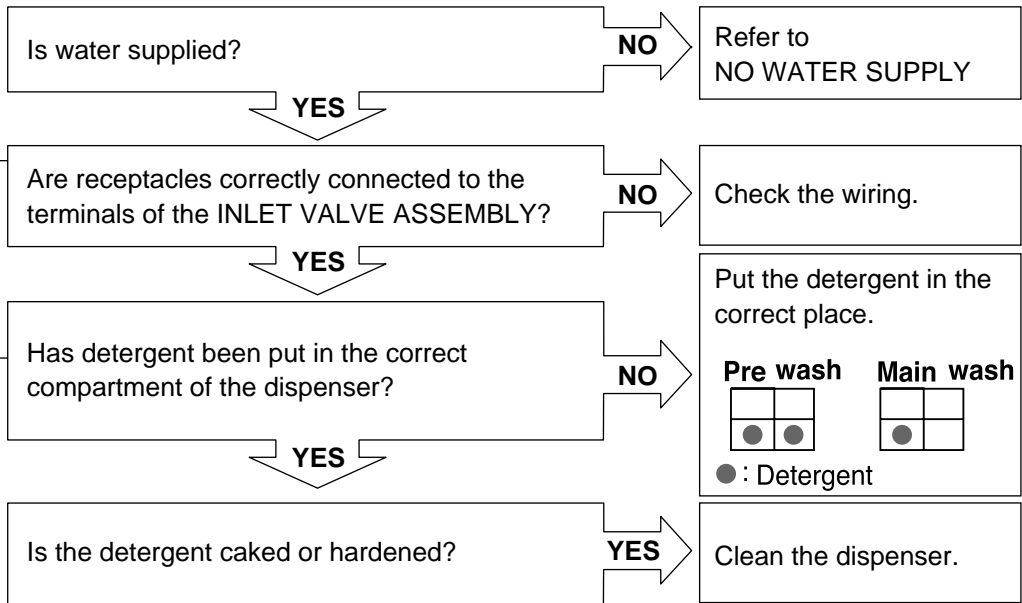 Is water supplied?
NO
Refer to
NO WATER SUPPLY
YES
Are receptacles correctly connected to the
terminals of the INLET VALVE ASSEMBLY?
NO
Check the wiring.
YES
Has detergent been put in the correct
compartment of the dispenser?
NO
Put the detergent in the
correct place.
Pre wash Main wash
: Detergent
YES
Is the detergent caked or hardened?
YES
Clean the dispenser.